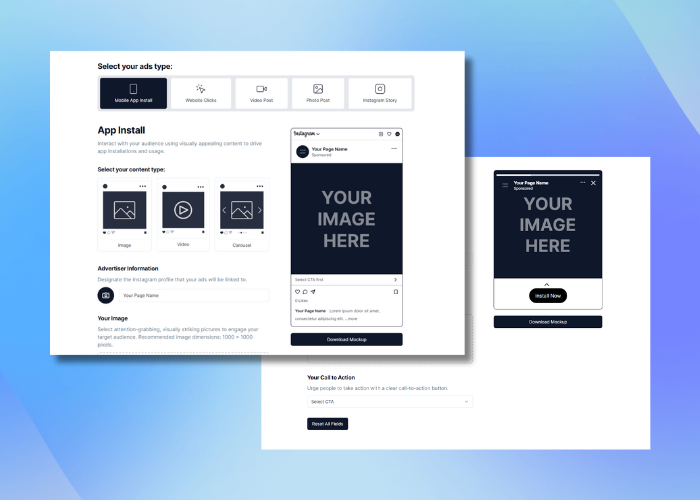 Select your ads type:
Mobile App Install
Website Clicks
Video Post
Photo Post
Instagram Story
App Install
Interact with your audience using visually appealing content to drive
app installations and usage.
Select your content type:
Image
Video
Carousel
Advertiser Information
Designate the Instagram profile that your ads will be linked to.
Your Page Name
Your Image
Select attention-grabbing, visually striking pictures to engage your
target audience. Recommended image dimensions: 1000 × 1000
pixels.
Instagram
Your Page Name
Sponsored
YOUR
IMAGE
HERE
Select CTA first
0 Likes
Your Page Name Lorem ipsum dolor sit amet,
consectetur adipiscing elit. ...more
Download Mockup
Your Page Name
Sponsored
YOUR
IMAGE
HERE
Install Now
Download Mockup
Your Call to Action
Urge people to take action with a clear call-to-action button.
Select CTA
Reset All Fields